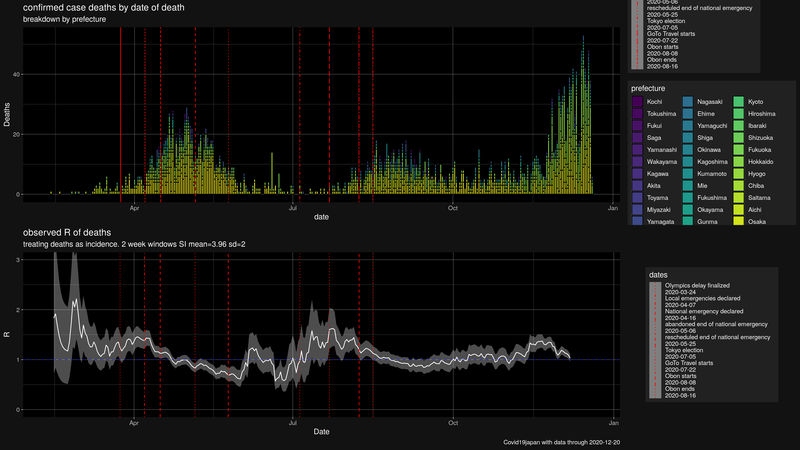 confirmed case deaths by date of death
breakdown by prefecture
Deaths
40
20
0
Apr
Jul
Oct
Jan
date
2020-05-06
rescheduled end of national emergency
2020-05-25
Tokyo election
2020-07-05
GoTo Travel starts
2020-07-22
Obon starts
2020-08-08
Obon ends
2020-08-16
prefecture
Kochi Nagasaki Kyoto
Tokushima Ehime Hiroshima
Fukui Yamaguchi Ibaraki
Saga Shiga Shizuoka
Yamanashi Okinawa Fukuoka
Wakayama Kagoshima Hokkaido
Kagawa Kumamoto Hyogo
Akita Mie Chiba
Toyama Fukushima Saitama
Miyazaki Okayama Aichi
Yamagata Gunma Osaka
observed R of deaths
treating deaths as incidence. 2 week windows SI mean=3.96 sd=2
R
3
2
1
0
Apr
Jul
Oct
Jan
Date
dates
Olympics delay finalized
2020-03-24
Local emergencies declared
2020-04-07
National emergency declared
2020-04-16
abandoned end of national emergency
2020-05-06
rescheduled end of national emergency
2020-05-25
Tokyo election
2020-07-05
GoTo Travel starts
2020-07-22
Obon starts
2020-08-08
Obon ends
2020-08-16
Covid19japan with data through 2020-12-20